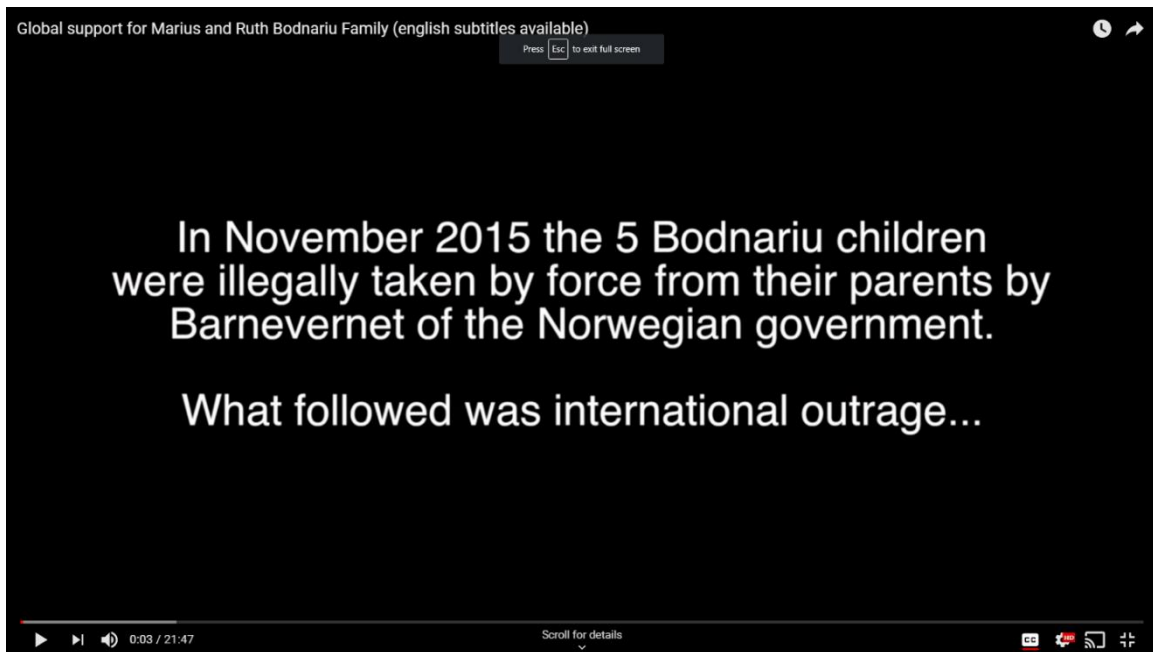 Global support for Marius and Ruth Bodnariu Family (english subtitles available)
Press Esc to exit full screen
In November 2015 the 5 Bodnariu children
were illegally taken by force from their parents by
Barnevernet of the Norwegian government.
What followed was international outrage...
0:03 / 21:47
Scroll for details
CC
HD